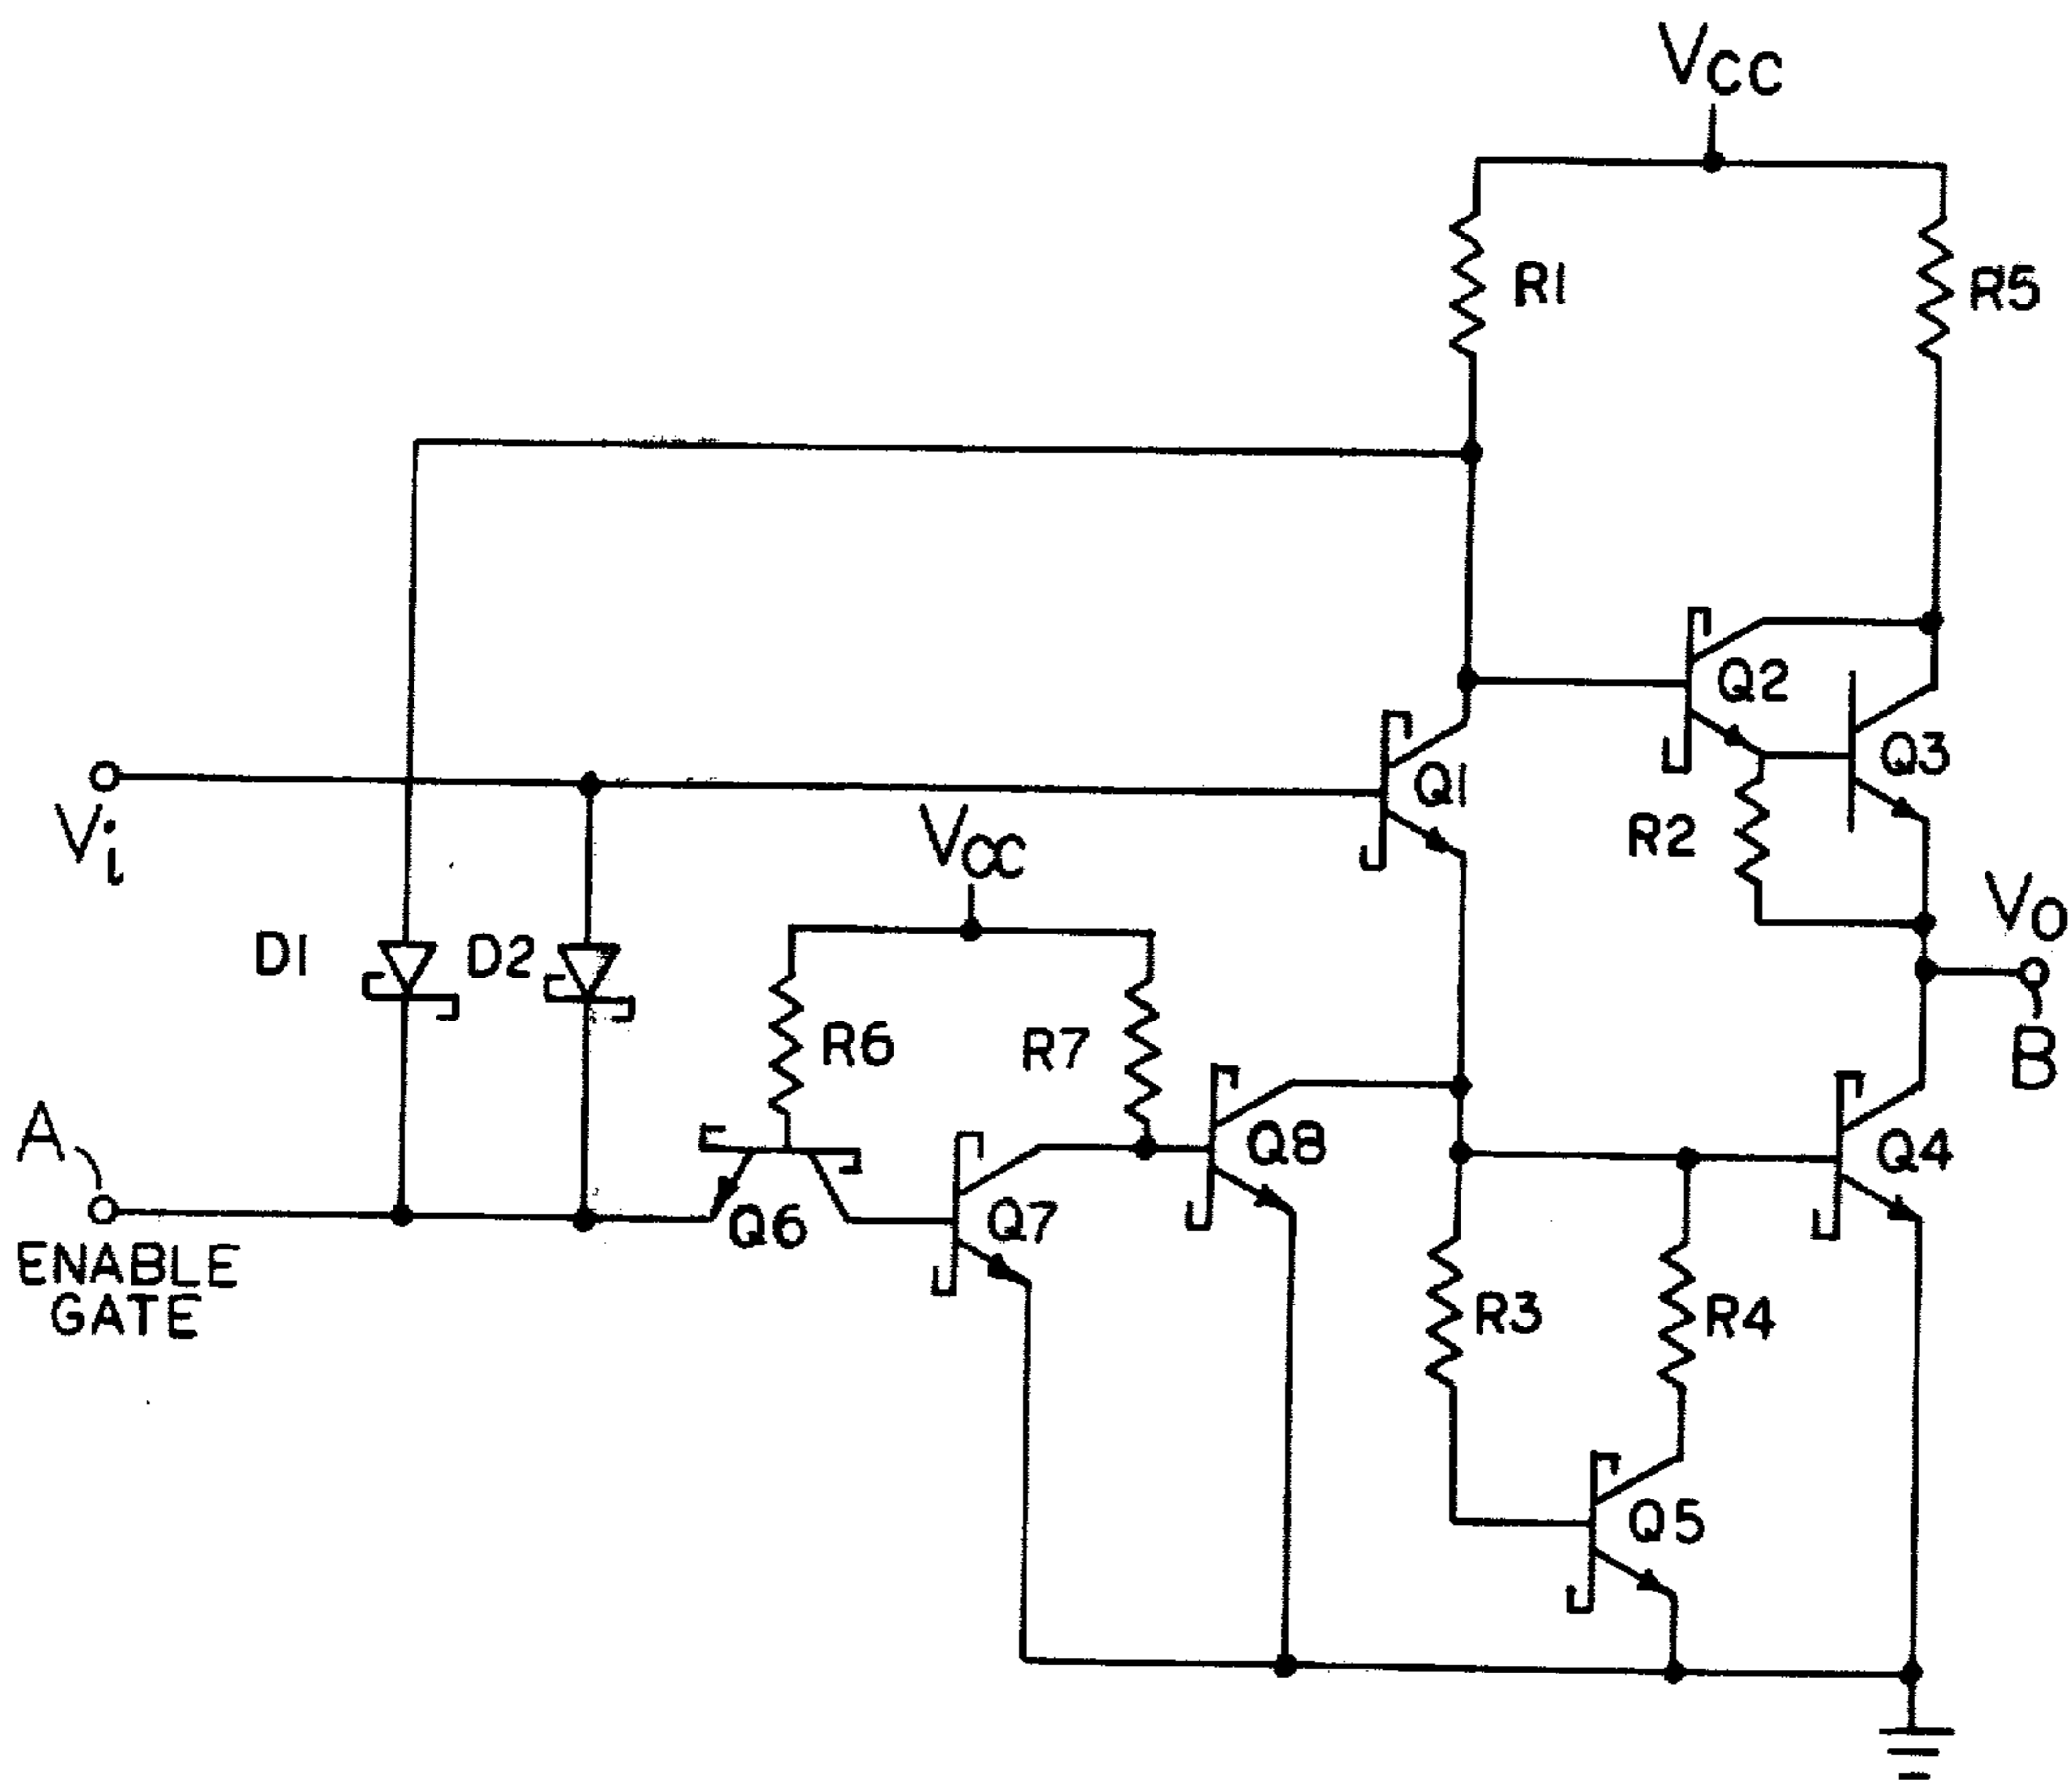 VCC
R1
R5
Q2
Q3
Q1
R2
Vi
VCC
VO
D1
D2
R6
R7
B
A
Q8
Q4
Q6
Q7
ENABLE
GATE
R3
R4
Q5